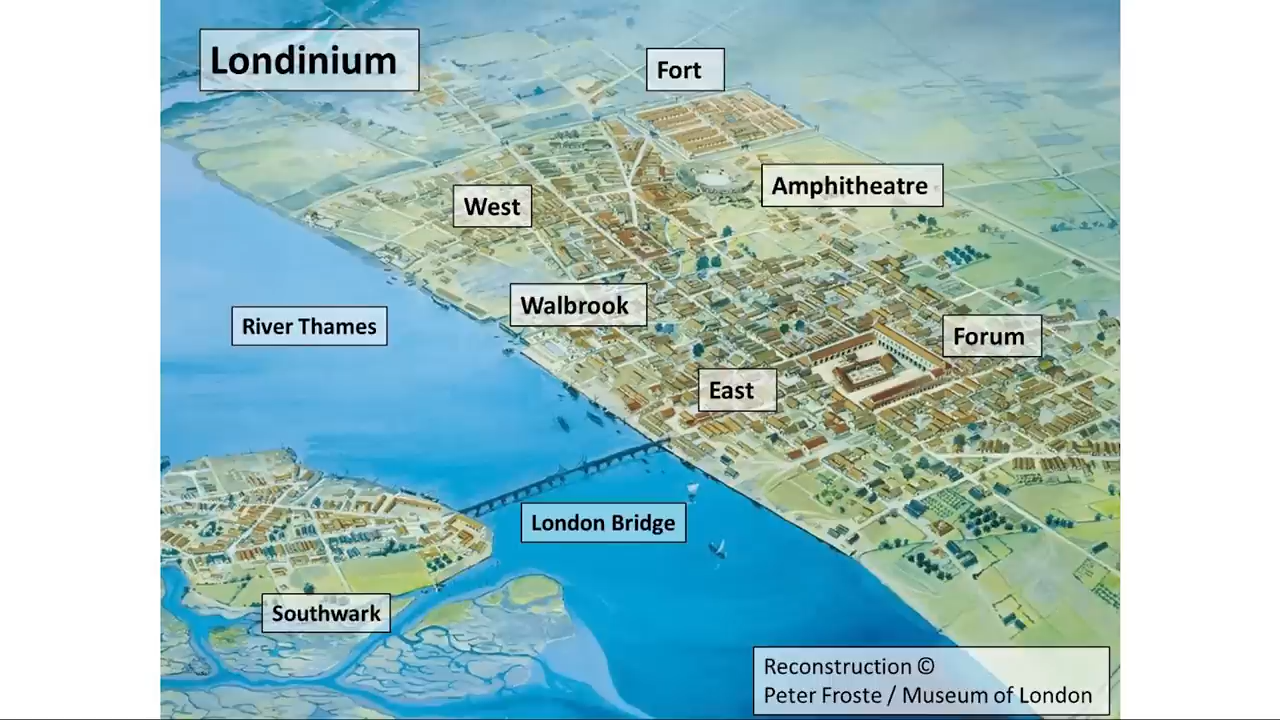 Londinium
Fort
Amphitheatre
West
Walbrook
River Thames
Forum
East
London Bridge
Southwark
Reconstruction ©
Peter Froste / Museum of London